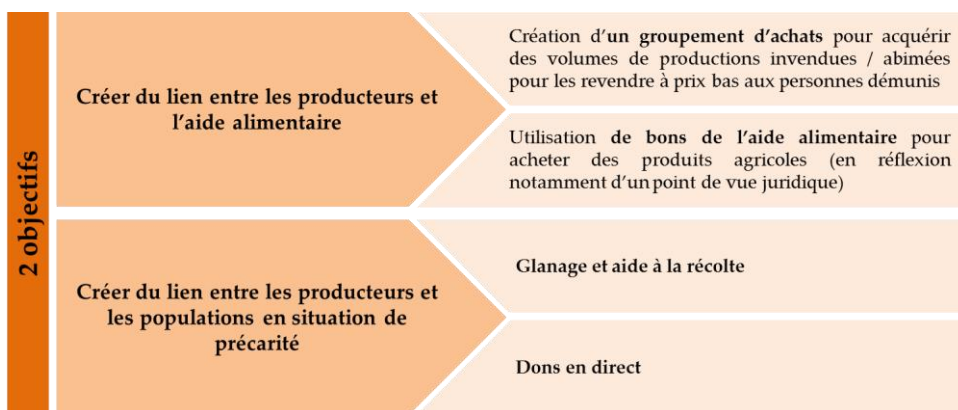 2 objectifs
Créer du lien entre les producteurs et
l'aide alimentaire
Création d'un groupement d'achats pour acquérir
des volumes de productions invendues / abimées
pour les revendre à prix bas aux personnes démunis
Utilisation de bons de l'aide alimentaire pour
acheter des produits agricoles (en réflexion
notamment d'un point de vue juridique)
Créer du lien entre les producteurs et
les populations en situation de
précarité
Glanage et aide à la récolte
Dons en direct